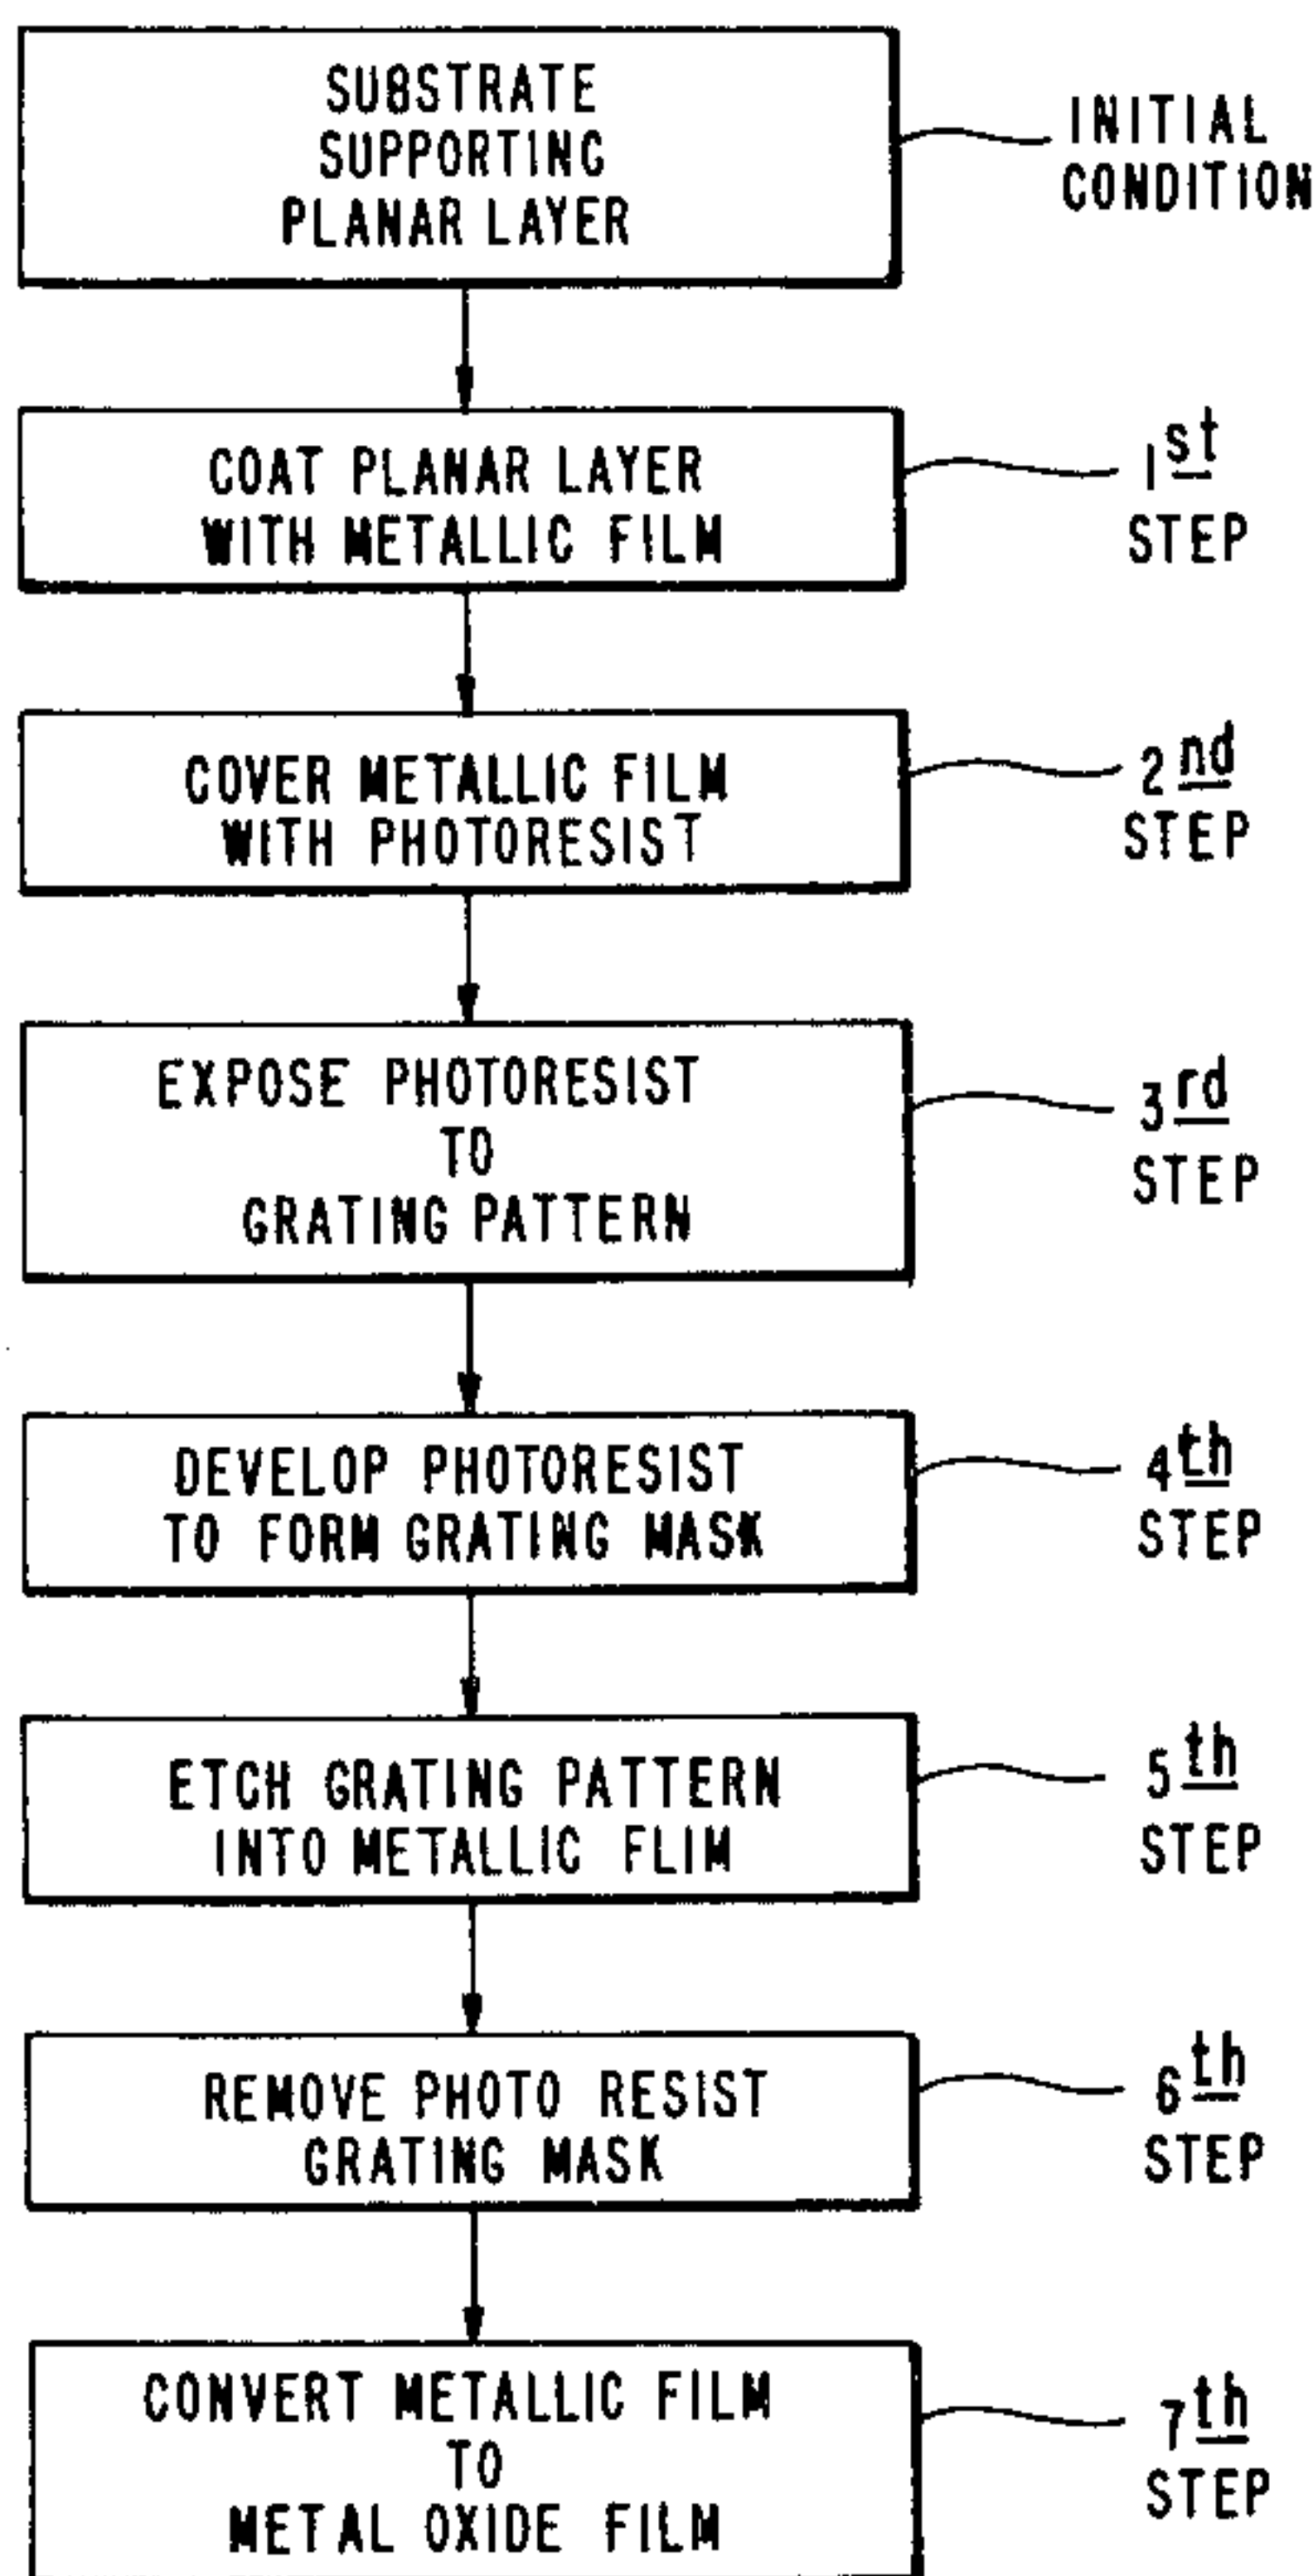 SUBSTRATE
SUPPORTING
PLANAR LAYER
INITIAL
CONDITION
COAT PLANAR LAYER
WITH METALLIC FILM
1st
STEP
COVER METALLIC FILM
WITH PHOTORESIST
2nd
STEP
EXPOSE PHOTORESIST
TO
GRATING PATTERN
3rd
STEP
DEVELOP PHOTORESIST
TO FORM GRATING MASK
4th
STEP
ETCH GRATING PATTERN
INTO METALLIC FLIM
5th
STEP
REMOVE PHOTO RESIST
GRATING MASK
6th
STEP
CONVERT METALLIC FILM
TO
METAL OXIDE FILM
7th
STEP